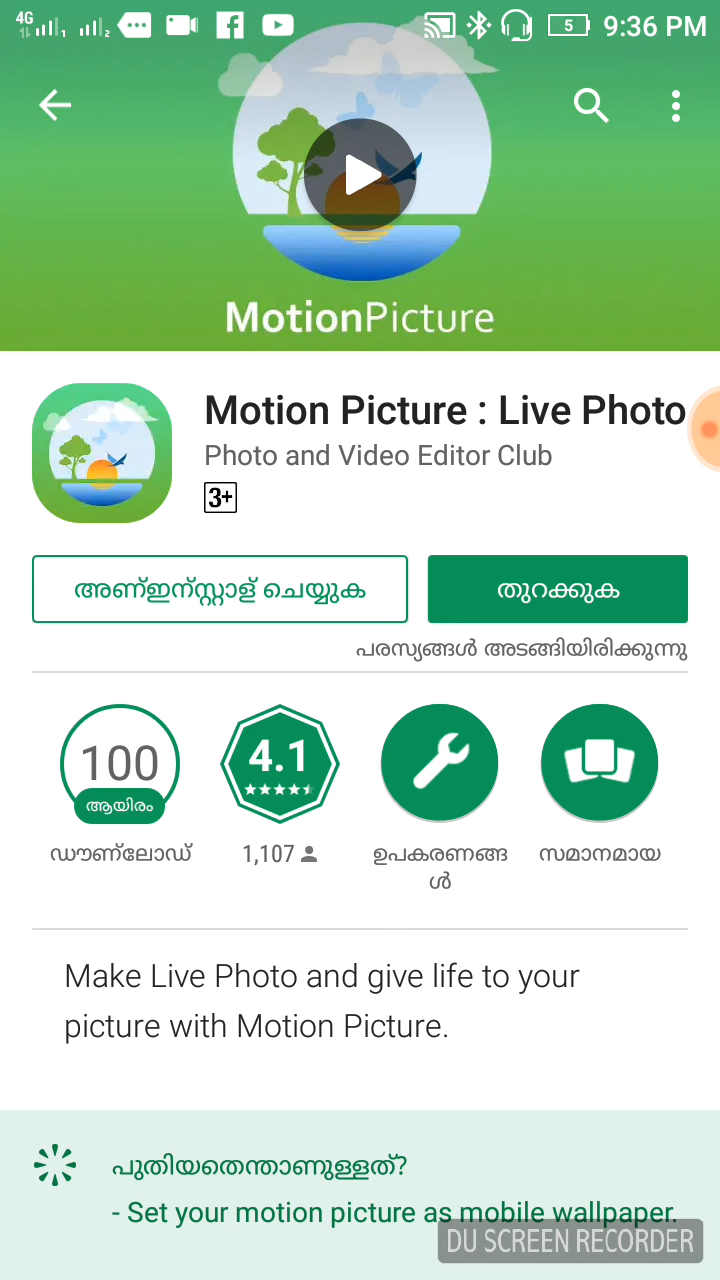 4G 1 2 5 9:36 PM
MotionPicture
Motion Picture : Live Photo
Photo and Video Editor Club
3+
അണ്ഇന്സ്റ്റാള് ചെയ്യുക
തുറക്കുക
പരസ്യങ്ങൾ അടങ്ങിയിരിക്കുന്നു
100
ആയിരം
4.1
ഡൗണ്ലോഡ്
1,107
ഉപകരണങ്ങ
ൾ
സമാനമായ
Make Live Photo and give life to your
picture with Motion Picture.
പുതിയതെന്താണുള്ളത്?
- Set your motion picture as mobile wallpaper.
DU SCREEN RECORDER